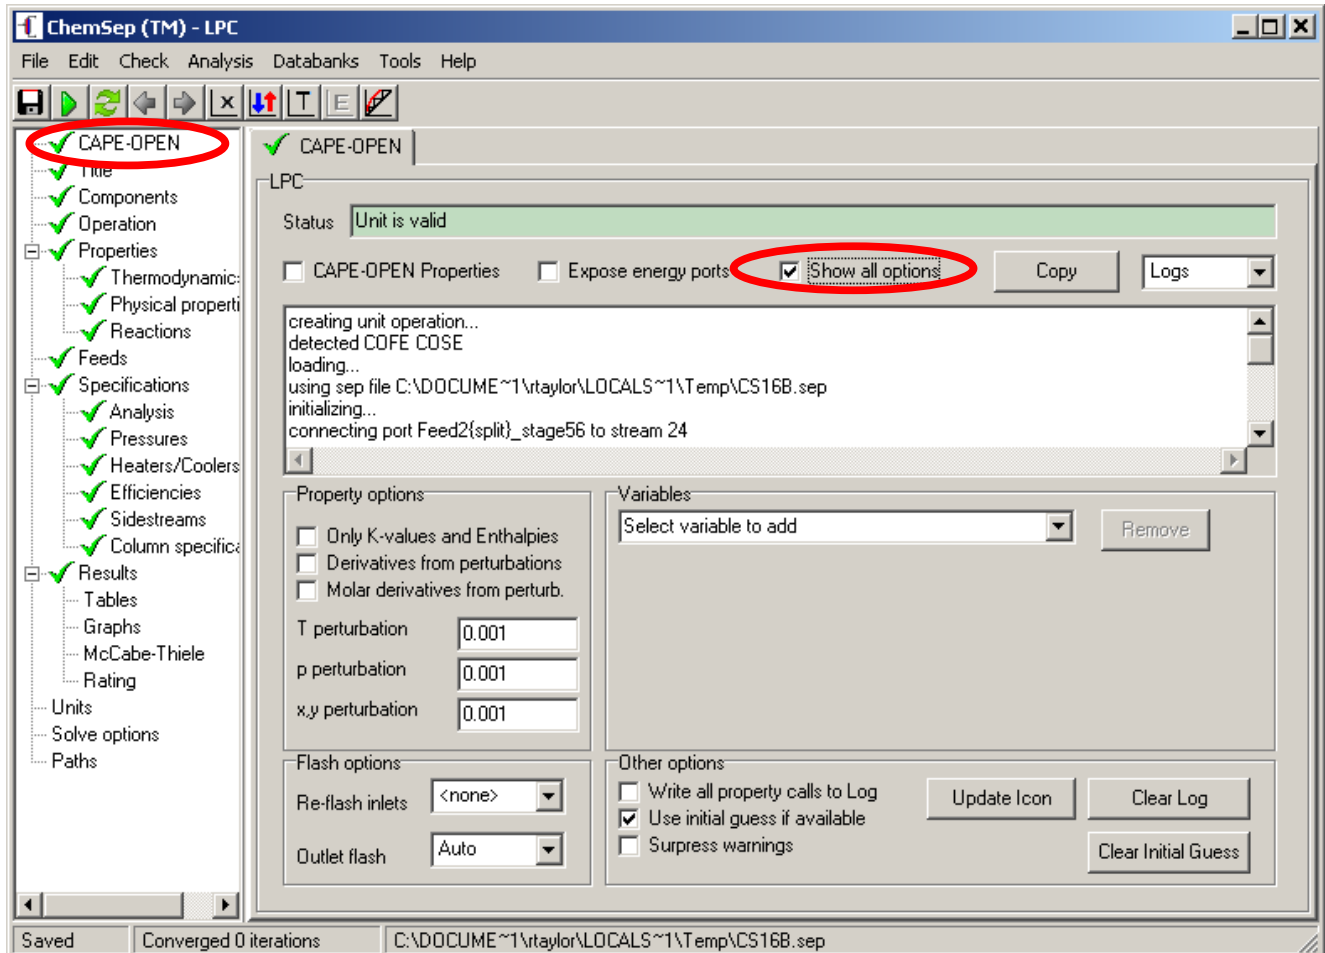 ChemSep (TM) - LPC
File Edit Check Analysis Databanks Tools Help
X T E
CAPE-OPEN
Title
Components
Operation
Properties
Thermodynamic
Physical properti
Reactions
Feeds
Specifications
Analysis
Pressures
Heaters/Coolers
Efficiencies
Sidestreams
Column specifica
Results
Tables
Graphs
McCabe-Thiele
Rating
Units
Solve options
Paths
CAPE-OPEN
LPC
Status Unit is valid
CAPE-OPEN Properties Expose energy ports Show all options Copy Logs
creating unit operation...
detected COFE COSE
loading...
using sep file C:\DOCUME~1\rtaylor\LOCALS~1\Temp\CS16B.sep
initializing...
connecting port Feed2{split}_stage56 to stream 24
Property options
Only K-values and Enthalpies
Derivatives from perturbations
Molar derivatives from perturb.
T perturbation 0.001
p perturbation 0.001
x,y perturbation 0.001
Variables
Select variable to add Remove
Flash options
Re-flash inlets <none>
Outlet flash Auto
Other options
Write all property calls to Log
Use initial guess if available
Surpress warnings
Update Icon Clear Log
Clear Initial Guess
Saved Converged 0 iterations C:\DOCUME~1\rtaylor\LOCALS~1\Temp\CS16B.sep